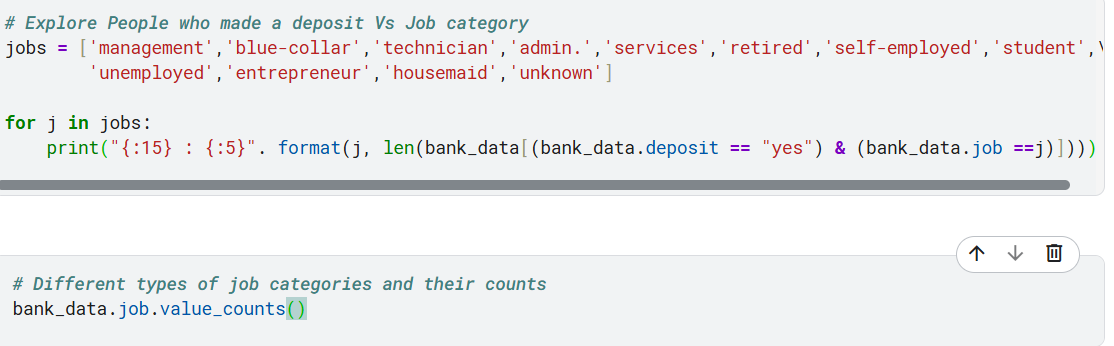 # Explore People who made a deposit Vs Job category
jobs = ['management','blue-collar','technician','admin.','services','retired','self-employed','student',\
'unemployed','entrepreneur','housemaid','unknown']
for j in jobs:
print("{:15} : {:5}". format(j, len(bank_data[(bank_data.deposit == "yes") & (bank_data.job ==j)])))
# Different types of job categories and their counts
bank_data.job.value_counts()